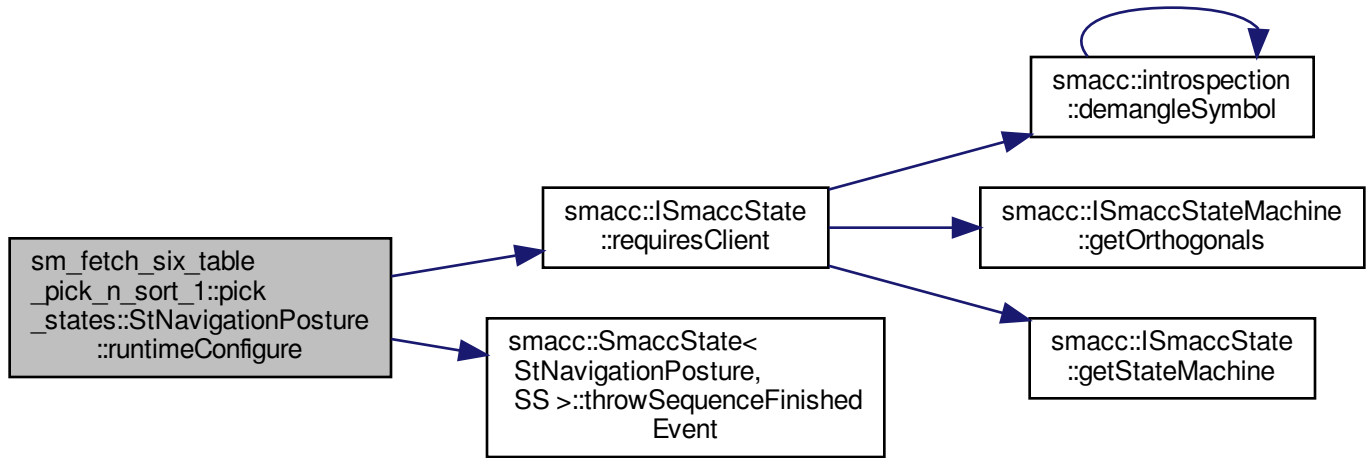 sm_fetch_six_table
_pick_n_sort_1::pick
_states::StNavigationPosture
::runtimeConfigure
smacc::ISmaccState
::requiresClient
smacc::SmaccState<
StNavigationPosture,
SS >::throwSequenceFinished
Event
smacc::introspection
::demangleSymbol
smacc::ISmaccStateMachine
::getOrthogonals
smacc::ISmaccState
::getStateMachine